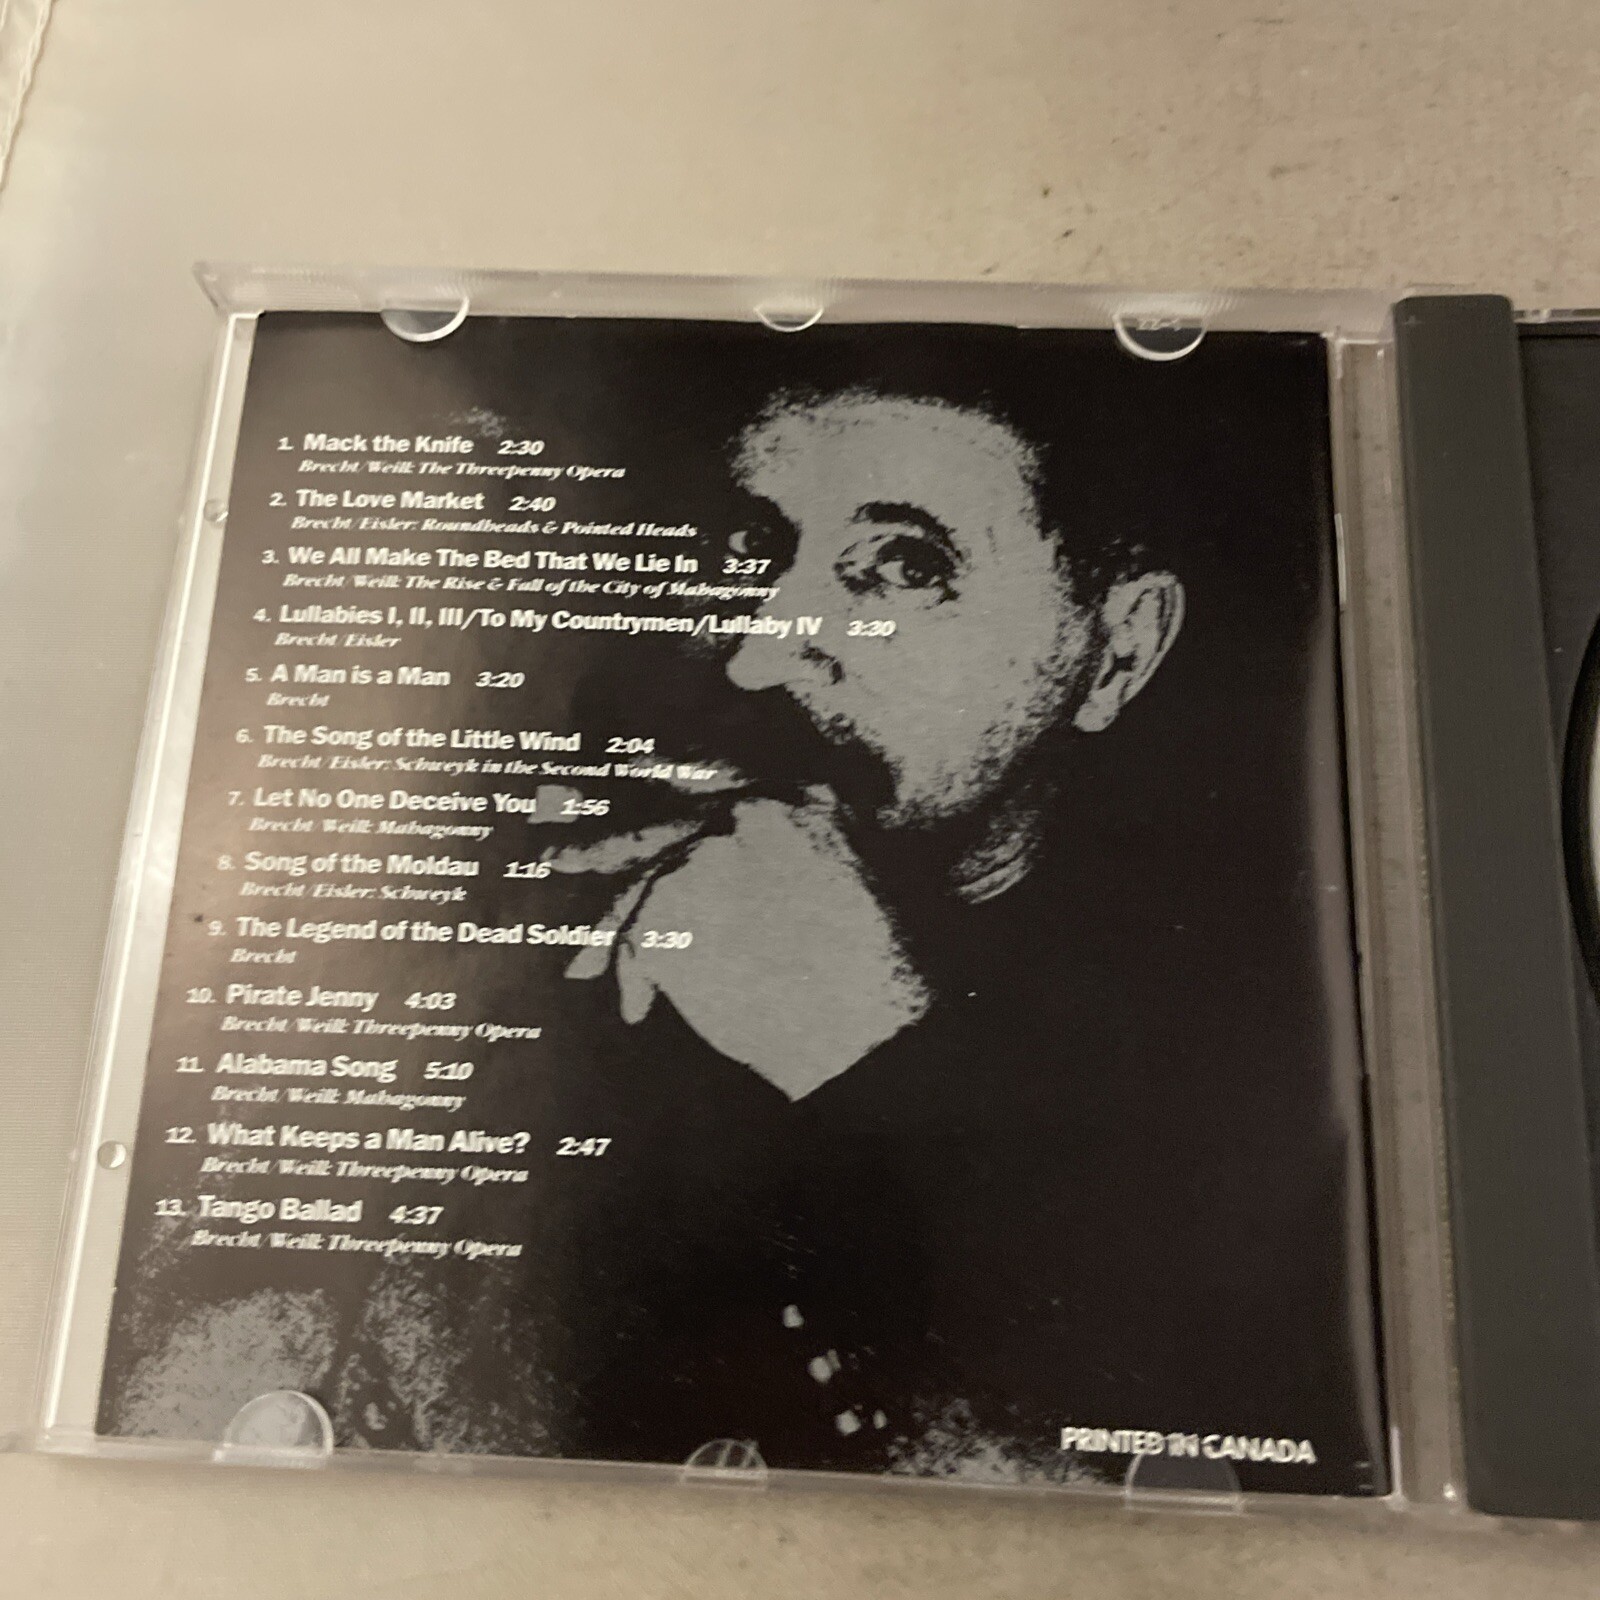 1. Mack the Knife 2:30
Brecht/Weill: The Threepenny Opera
2. The Love Market 2:40
Brecht/Eisler: Roundheads & Pointed Heads
3. We All Make The Bed That We Lie In 3:37
Brecht/Weill: The Rise & Fall of the City of Mahagonny
4. Lullabies I, II, III/To My Countrymen/Lullaby IV 3:30
Brecht/Eisler
5. A Man is a Man 3:20
Brecht
6. The Song of the Little Wind 2:04
Brecht/Eisler: Schweyk in the Second World War
7. Let No One Deceive You 1:56
Brecht/Weill: Mahagonny
8. Song of the Moldau 1:16
Brecht/Eisler: Schweyk
9. The Legend of the Dead Soldier 3:30
Brecht
10. Pirate Jenny 4:03
Brecht/Weill: Threepenny Opera
11. Alabama Song 5:10
Brecht/Weill: Mahagonny
12. What Keeps a Man Alive? 2:47
Brecht/Weill: Threepenny Opera
13. Tango Ballad 4:37
Brecht/Weill: Threepenny Opera
PRINTED IN CANADA